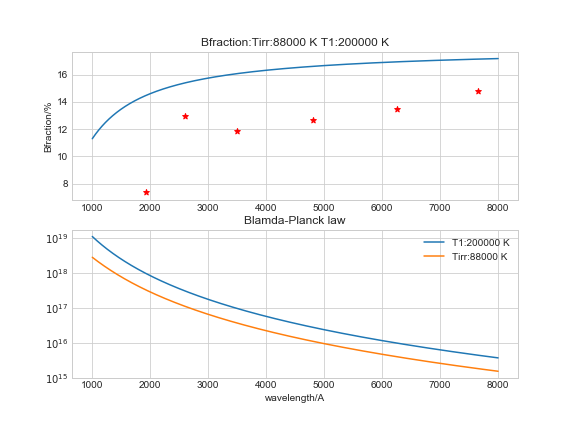 Bfraction:Tirr:88000 K T1:200000 K
16
14
12
10
8
Bfraction/%
1000 2000 3000 4000 5000 6000 7000 8000
Blamda-Planck law
10^19
10^18
10^17
10^16
10^15
T1:200000 K
Tirr:88000 K
1000 2000 3000 4000 5000 6000 7000 8000
wavelength/A